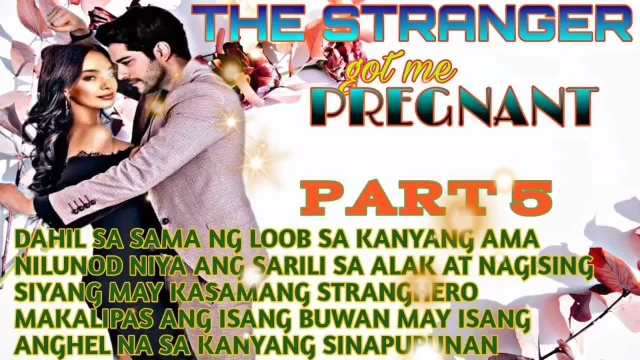 THE STRANGER
got me
PREGNANT
PART 5
DAHIL SA SAMA NG LOOB SA KANYANG AMA
NILUNOD NIYA ANG SARILI SA ALAK AT NAGISING
SIYANG MAY KASAMANG STRANGHERO
MAKALIPAS ANG ISANG BUWAN MAY ISANG
ANGHEL NA SA KANYANG SINAPUPUNAN